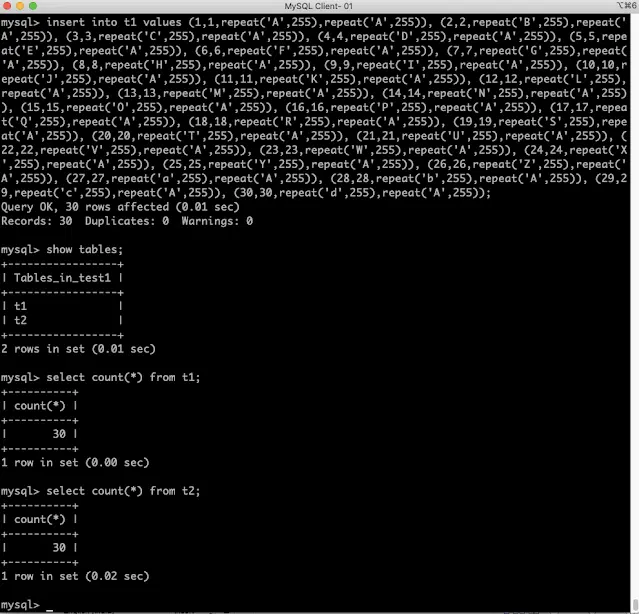 MySQL Client- 01
⌥⌘6
mysql> insert into t1 values (1,1,repeat('A',255),repeat('A',255)), (2,2,repeat('B',255),repeat('
A',255)), (3,3,repeat('C',255),repeat('A',255)), (4,4,repeat('D',255),repeat('A',255)), (5,5,repe
at('E',255),repeat('A',255)), (6,6,repeat('F',255),repeat('A',255)), (7,7,repeat('G',255),repeat(
'A',255)), (8,8,repeat('H',255),repeat('A',255)), (9,9,repeat('I',255),repeat('A',255)), (10,10,r
epeat('J',255),repeat('A',255)), (11,11,repeat('K',255),repeat('A',255)), (12,12,repeat('L',255)
,repeat('A',255)), (13,13,repeat('M',255),repeat('A',255)), (14,14,repeat('N',255),repeat('A',255)
), (15,15,repeat('O',255),repeat('A',255)), (16,16,repeat('P',255),repeat('A',255)), (17,17,repea
t('Q',255),repeat('A',255)), (18,18,repeat('R',255),repeat('A',255)), (19,19,repeat('S',255),repe
at('A',255)), (20,20,repeat('T',255),repeat('A',255)), (21,21,repeat('U',255),repeat('A',255)), (
22,22,repeat('V',255),repeat('A',255)), (23,23,repeat('W',255),repeat('A',255)), (24,24,repeat('X
',255),repeat('A',255)), (25,25,repeat('Y',255),repeat('A',255)), (26,26,repeat('Z',255),repeat('
A',255)), (27,27,repeat('a',255),repeat('A',255)), (28,28,repeat('b',255),repeat('A',255)), (29,2
9,repeat('c',255),repeat('A',255)), (30,30,repeat('d',255),repeat('A',255));
Query OK, 30 rows affected (0.01 sec)
Records: 30  Duplicates: 0  Warnings: 0
mysql> show tables;
+-----------------+
| Tables_in_test1 |
+-----------------+
| t1              |
| t2              |
+-----------------+
2 rows in set (0.01 sec)
mysql> select count(*) from t1;
+----------+
| count(*) |
+----------+
|       30 |
+----------+
1 row in set (0.00 sec)
mysql> select count(*) from t2;
+----------+
| count(*) |
+----------+
|       30 |
+----------+
1 row in set (0.02 sec)
mysql> _